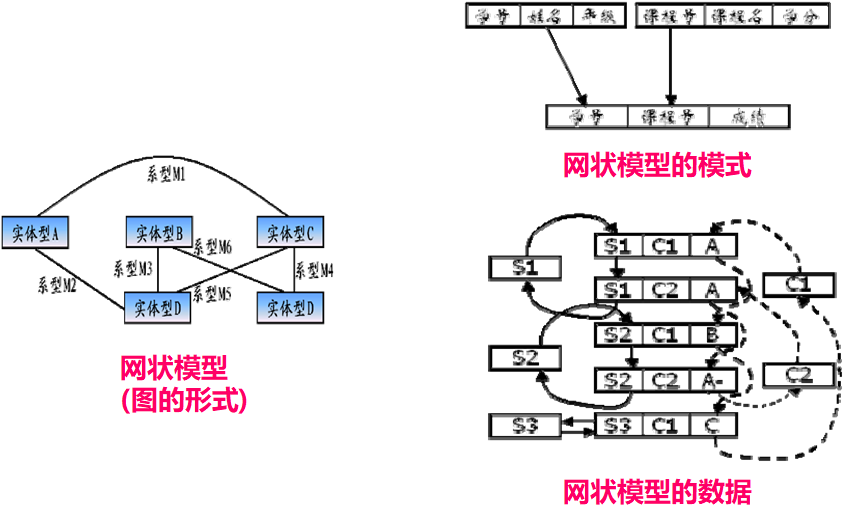 系型M1
实体型A
实体型B
实体型C
系型M6
系型M3
系型M4
系型M2
系型M5
实体型D
实体型D
网状模型
(图的形式)
学号 姓名 年级
课程号 课程名 学分
学号 课程号 成绩
网状模型的模式
S1 C1 A
S1
S1 C2 A
C1
S2 C1 B
S2
S2 C2 A-
C2
S3
S3 C1 C
网状模型的数据